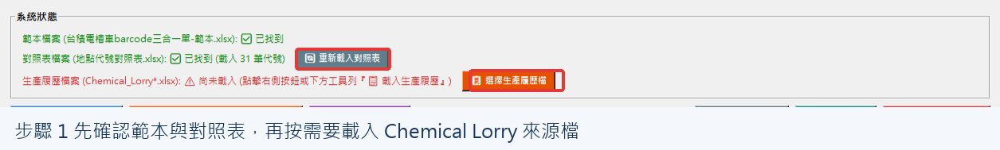 系統狀態
範本檔案 (台積電槽車barcode三合一單-範本.xlsx): ☑ 已找到
對照表檔案 (地點代號對照表.xlsx): ☑ 已找到 (載入 31 筆代號) 重新載入對照表
生產履歷檔案 (Chemical_Lorry*.xlsx): ⚠ 尚未載入 (點擊右側按鈕或下方工具列『📋 載入生產履歷』) 📋 選擇生產履歷檔
步驟 1 先確認範本與對照表，再按需要載入 Chemical Lorry 來源檔